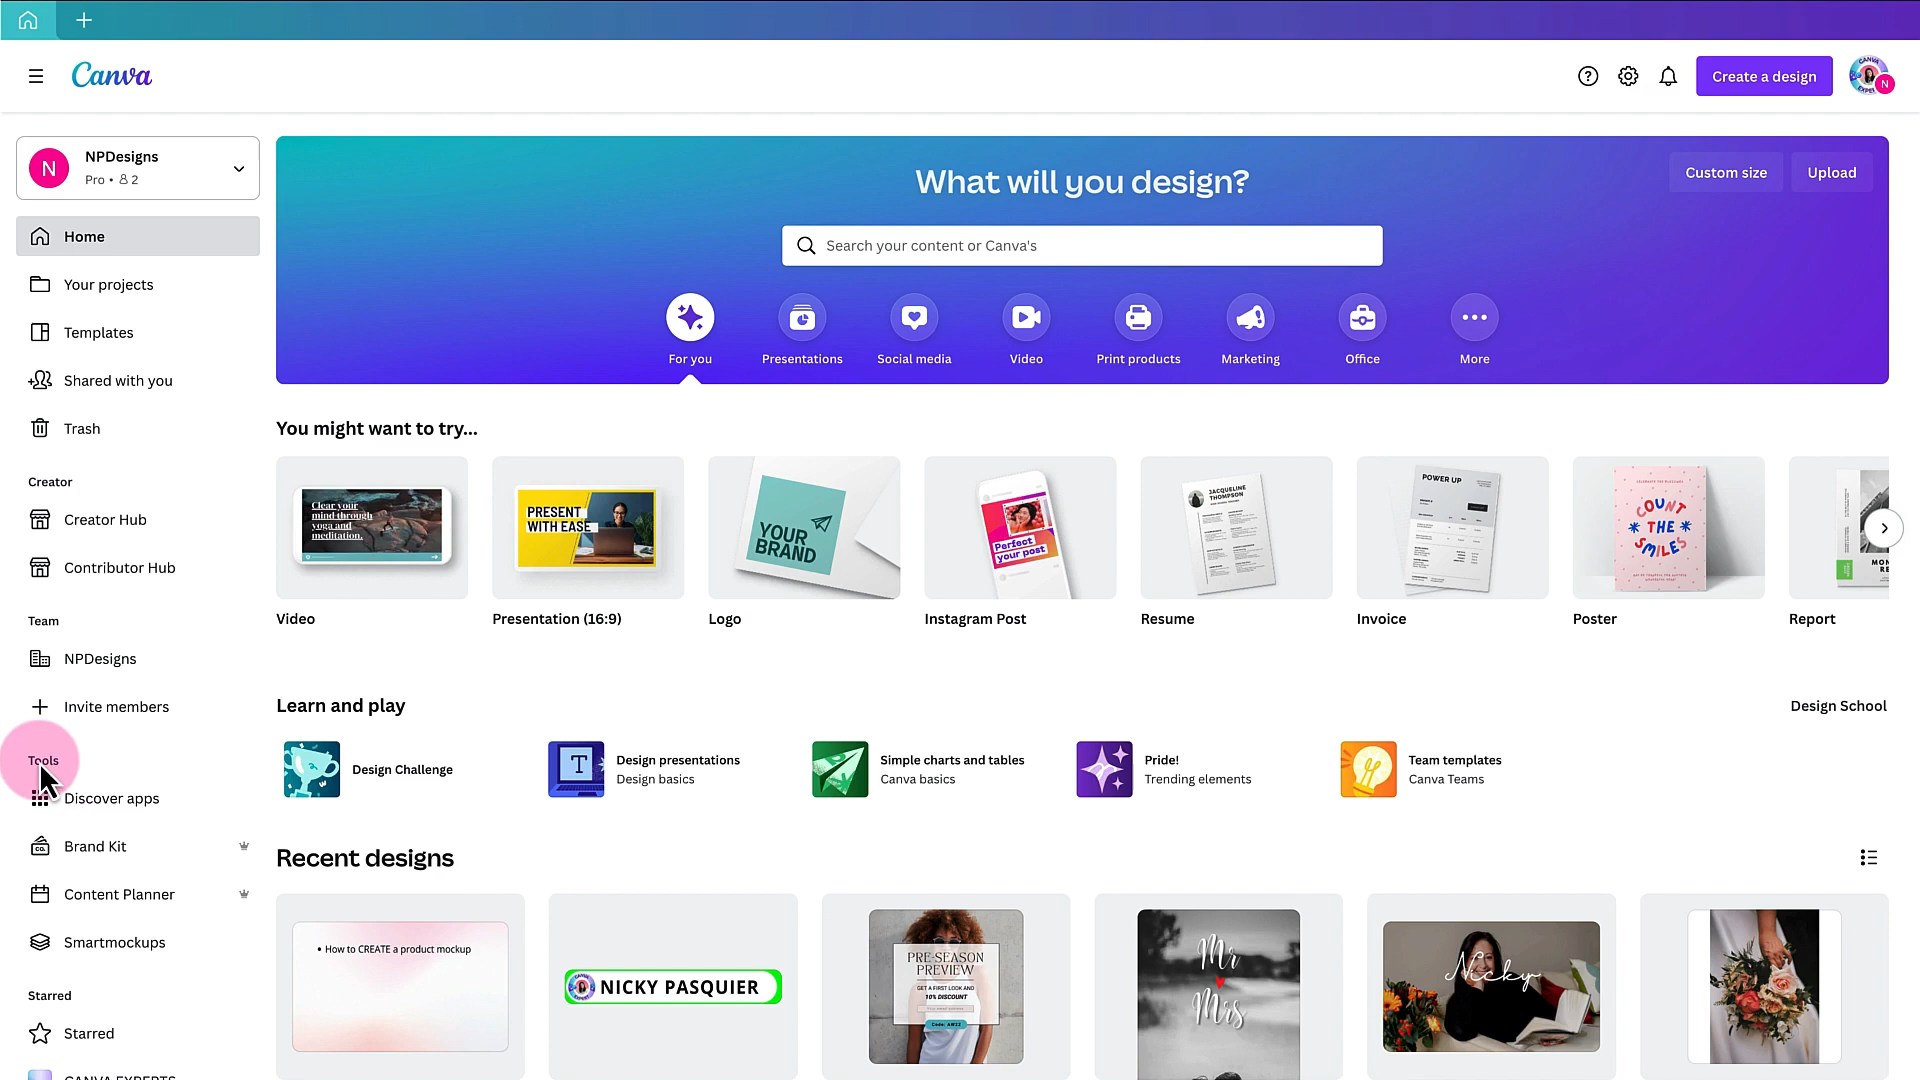 Canva
Create a design
N
N
NPDesigns
Pro • 2
Home
Your projects
Templates
Shared with you
Trash
Creator
Creator Hub
Contributor Hub
Team
NPDesigns
Invite members
Tools
Discover apps
Brand Kit
Content Planner
Smartmockups
Starred
Starred
CANVA EXPERTS
What will you design?
Custom size
Upload
Search your content or Canva's
For you
Presentations
Social media
Video
Print products
Marketing
Office
More
You might want to try...
Clear your
mind through
yoga and
meditation.
PRESENT
WITH EASE
YOUR
BRAND
Perfect
your post
JACQUELINE
THOMPSON
POWER UP
COUNT
THE
SMILES
Video
Presentation (16:9)
Logo
Instagram Post
Resume
Invoice
Poster
Report
Learn and play
Design School
Design Challenge
T
Design presentations
Design basics
Simple charts and tables
Canva basics
Pride!
Trending elements
Team templates
Canva Teams
Recent designs
• How to CREATE a product mockup
NICKY PASQUIER
PRE-SEASON
PREVIEW
GET A FIRST LOOK AND
10% DISCOUNT
Code: AW22
Mr
Mrs
Nicky